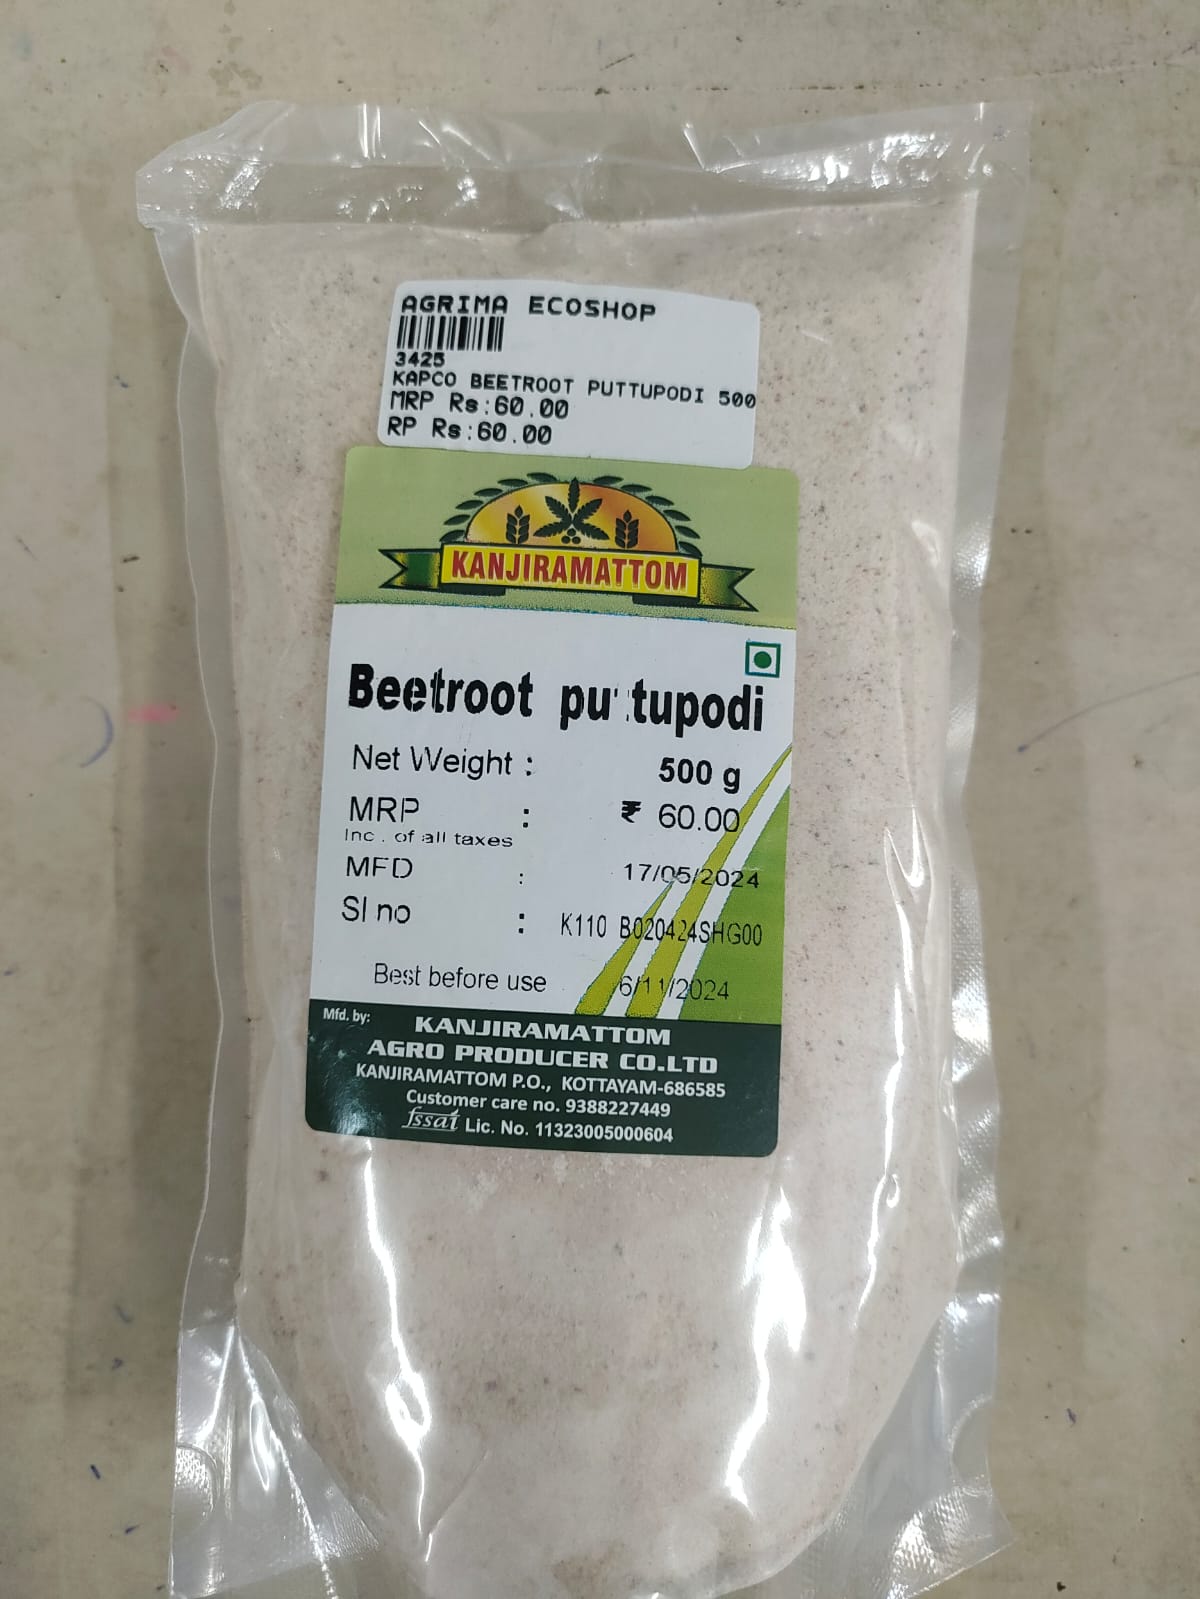 AGRIMA ECOSHOP
3425
KAPCO BEETROOT PUTTUPODI 500
MRP Rs:60.00
RP Rs:60.00
KANJIRAMATTOM
Beetroot puttupodi
Net Weight : 500 g
MRP : ₹ 60.00
Inc. of all taxes
MFD : 17/05/2024
Sl no : K110 B020424SHG00
Best before use 6/11/2024
Mfd. by: KANJIRAMATTOM
AGRO PRODUCER CO.LTD
KANJIRAMATTOM P.O., KOTTAYAM-686585
Customer care no. 9388227449
fssai Lic. No. 11323005000604